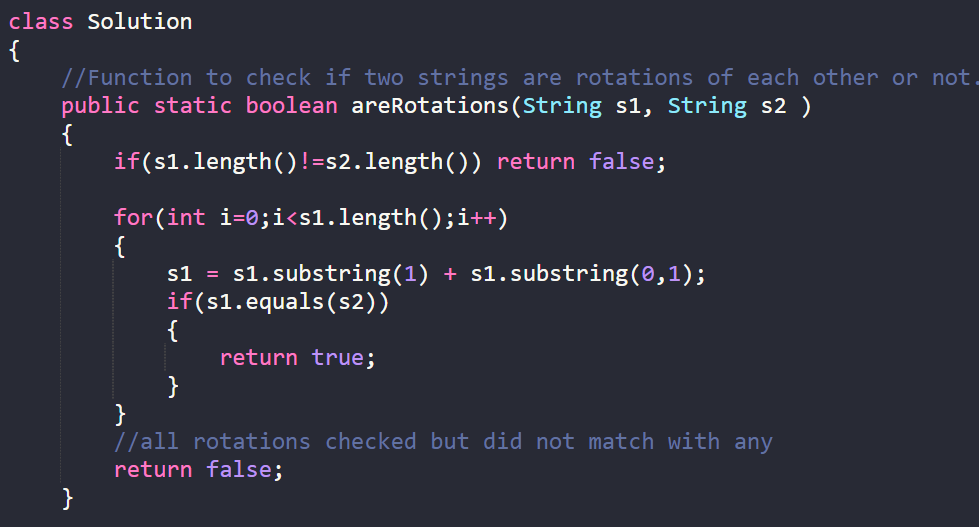 class Solution
{
    //Function to check if two strings are rotations of each other or not.
    public static boolean areRotations(String s1, String s2 )
    {
        if(s1.length()!=s2.length()) return false;

        for(int i=0;i<s1.length();i++)
        {
            s1 = s1.substring(1) + s1.substring(0,1);
            if(s1.equals(s2))
            {
                return true;
            }
        }
        //all rotations checked but did not match with any
        return false;
    }